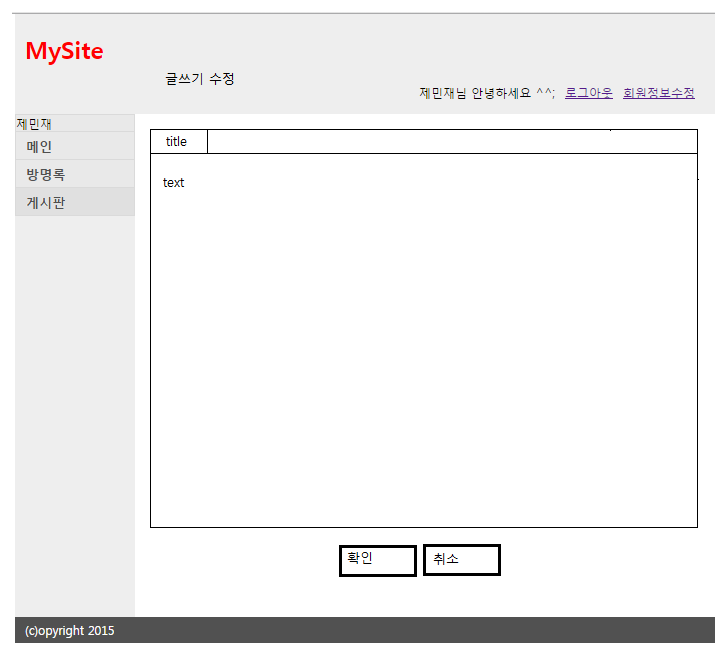 MySite
글쓰기 수정
제민재님 안녕하세요 ^^; 로그아웃 회원정보수정
제민재
메인
방명록
게시판
title
text
확인 취소
(c)opyright 2015